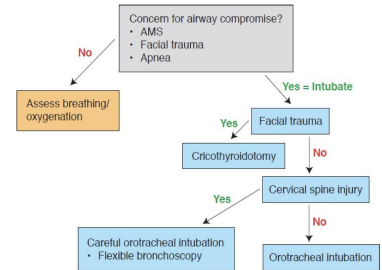 Concern for airway compromise?
• AMS
• Facial trauma
• Apnea
No
Yes = Intubate
Assess breathing/
oxygenation
Yes
Facial trauma
Cricothyroidotomy
No
Yes
Cervical spine injury
No
Careful orotracheal intubation
• Flexible bronchoscopy
Orotracheal intubation